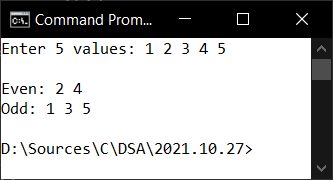 Command Prom...
Enter 5 values: 1 2 3 4 5
Even: 2 4
Odd: 1 3 5
D:\Sources\C\DSA\2021.10.27>